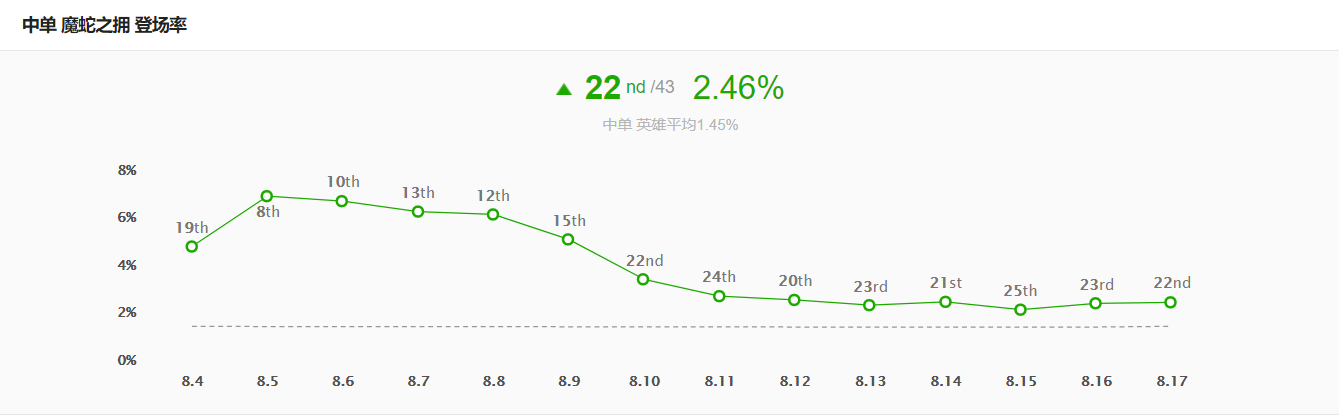 中单 魔蛇之拥 登场率
▲ 22 nd /43 2.46%
中单 英雄平均1.45%
8%
6%
4%
2%
0%
19th
8th
10th
13th
12th
15th
22nd
24th
20th
23rd
21st
25th
23rd
22nd
8.4 8.5 8.6 8.7 8.8 8.9 8.10 8.11 8.12 8.13 8.14 8.15 8.16 8.17